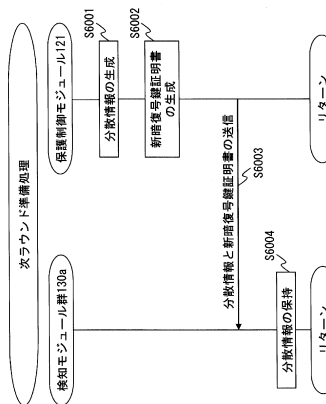 次ラウンド準備処理
検知モジュール群130a
保護制御モジュール121
分散情報の生成
S6001
新暗復号鍵証明書
の生成
S6002
分散情報と新暗復号鍵証明書の送信
S6003
分散情報の保持
S6004
リターン
リターン